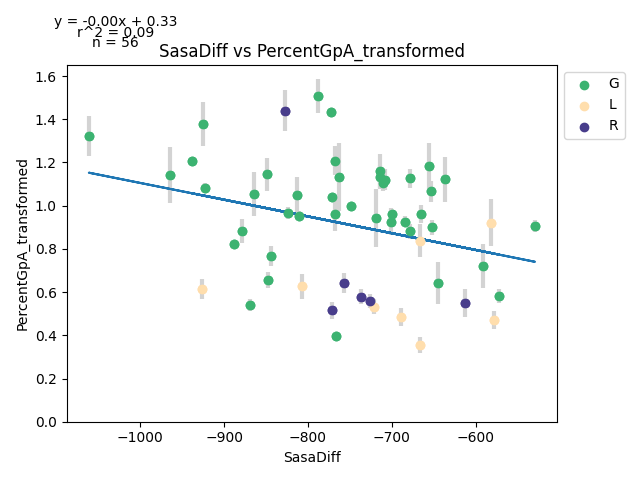 y = -0.00x + 0.33
r^2 = 0.09
n = 56
SasaDiff vs PercentGpA_transformed
1.6
1.4
1.2
1.0
0.8
0.6
0.4
0.2
0.0
PercentGpA_transformed
−1000
−900
−800
−700
−600
SasaDiff
G
L
R